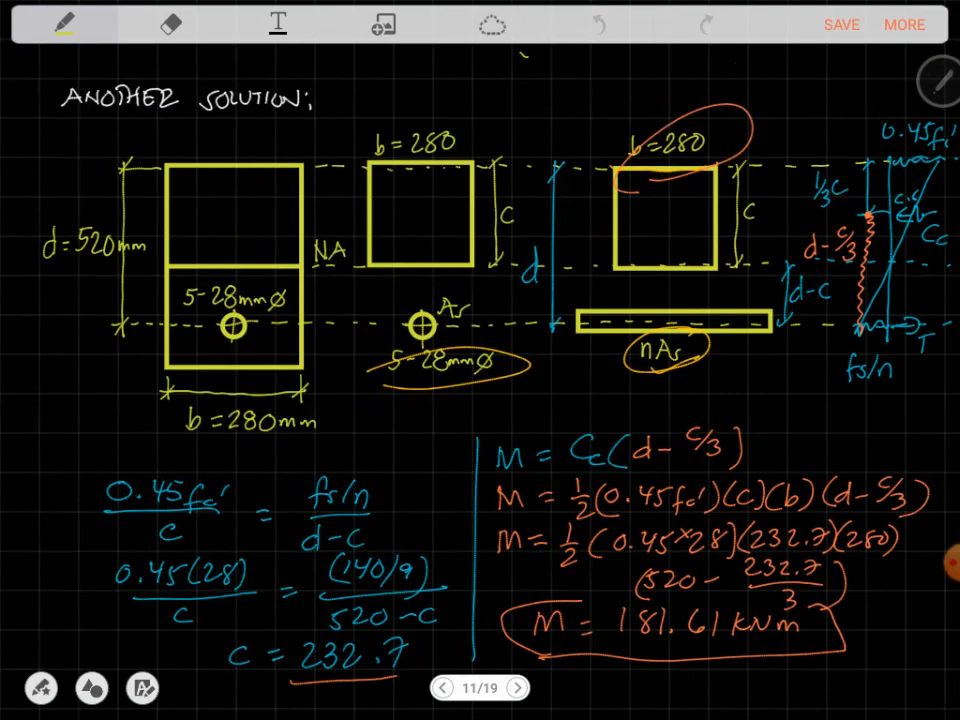 T
SAVE MORE
ANOTHER SOLUTION:
0.45fc'
b=280
b=280
1/3c
c.g
Cc
d=520mm
NA
c
d
c
d-c/3
d-c
5-28mmø
As
5-28mmø
nAs
T
fs/n
b=280mm
0.45fc'/c = fs/n/d-c
0.45(28)/c = (140/9)/520-c
c = 232.7
M = Cc(d-c/3)
M = 1/2(0.45fc')(c)(b)(d-c/3)
M = 1/2(0.45×28)(232.7)(280)
(520-232.7/3)
M = 181.61 kNm
11/19